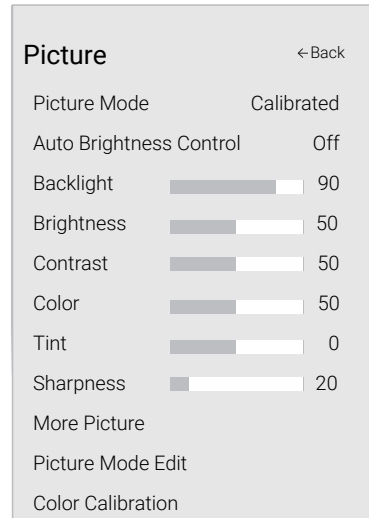 Picture ←Back
Picture Mode Calibrated
Auto Brightness Control Off
Backlight 90
Brightness 50
Contrast 50
Color 50
Tint 0
Sharpness 20
More Picture
Picture Mode Edit
Color Calibration